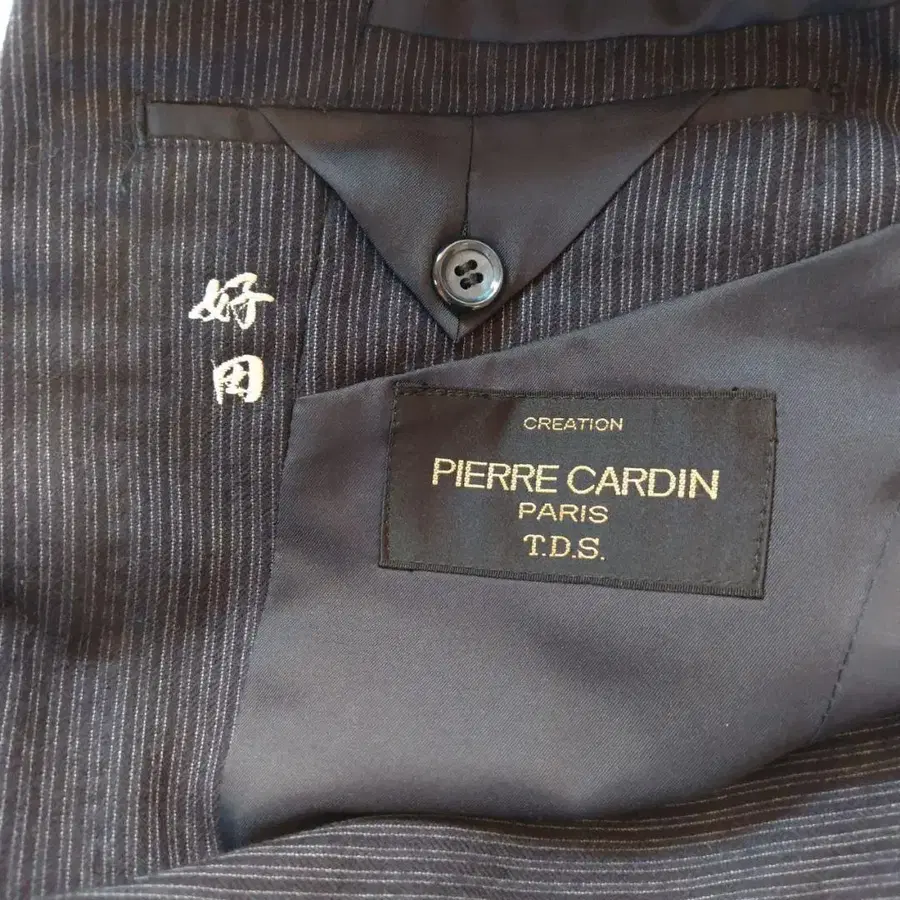 好
田
CREATION
PIERRE CARDIN
PARIS
T.D.S.